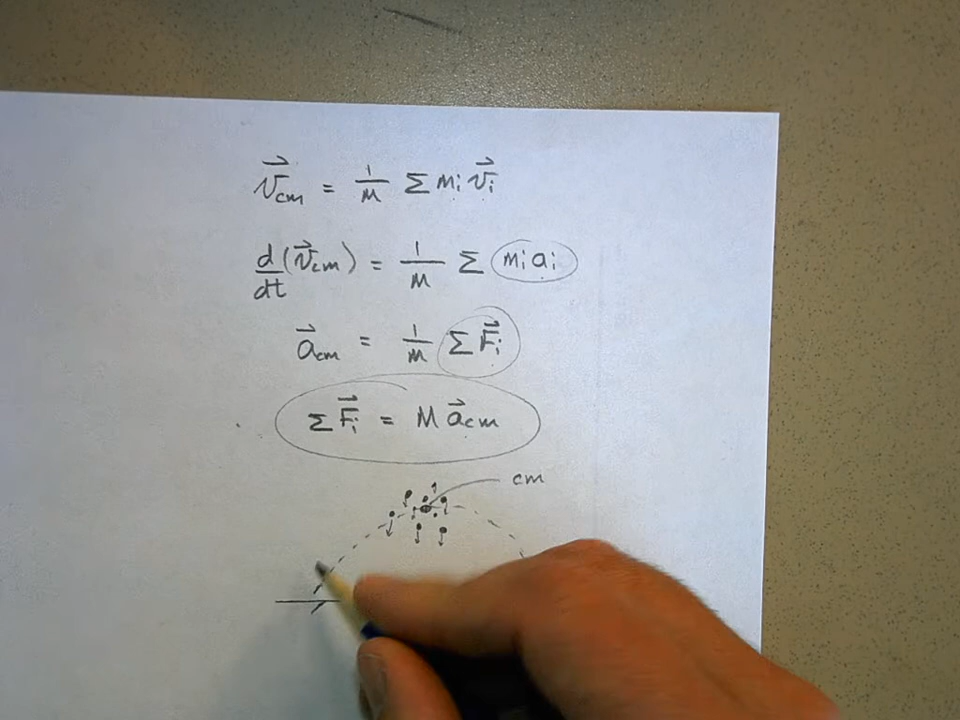 v⃗cm = 1/M Σ mi v⃗i
d/dt (v⃗cm) = 1/M Σ mi ai
a⃗cm = 1/M Σ F⃗i
Σ F⃗i = M a⃗cm
cm